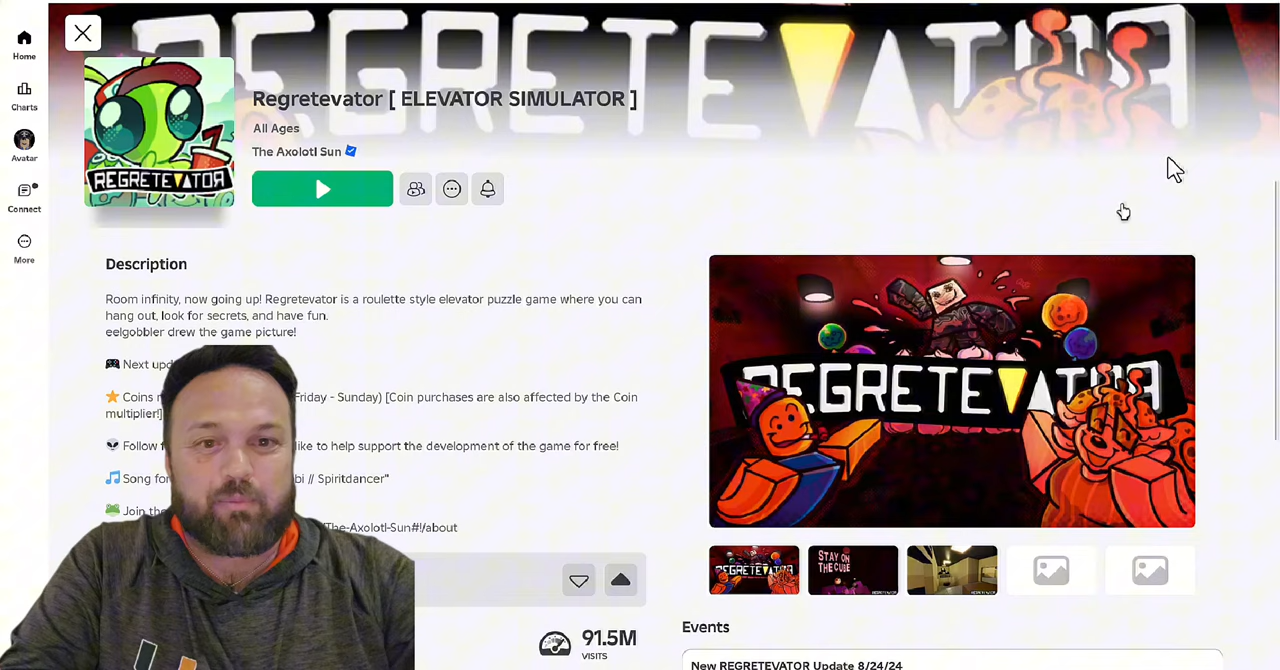 Home
Charts
Avatar
Connect
More
REGRETEVATOR
REGRETEVATOR
Regretevator [ ELEVATOR SIMULATOR ]
All Ages
The Axolotl Sun
Description
Room infinity, now going up! Regretevator is a roulette style elevator puzzle game where you can
hang out, look for secrets, and have fun.
eelgobbler drew the game picture!
Next
Coins Friday - Sunday) [Coin purchases are also affected by the Coin
multiplier!]
Follow like to help support the development of the game for free!
Song for // Spiritdancer"
Join the
The-Axolotl-Sun#!/about
91.5M
VISITS
REGRETEVATOR
REGRETEVATOR
STAY ON
THE CUBE
Events
New REGRETEVATOR Update 8/24/24